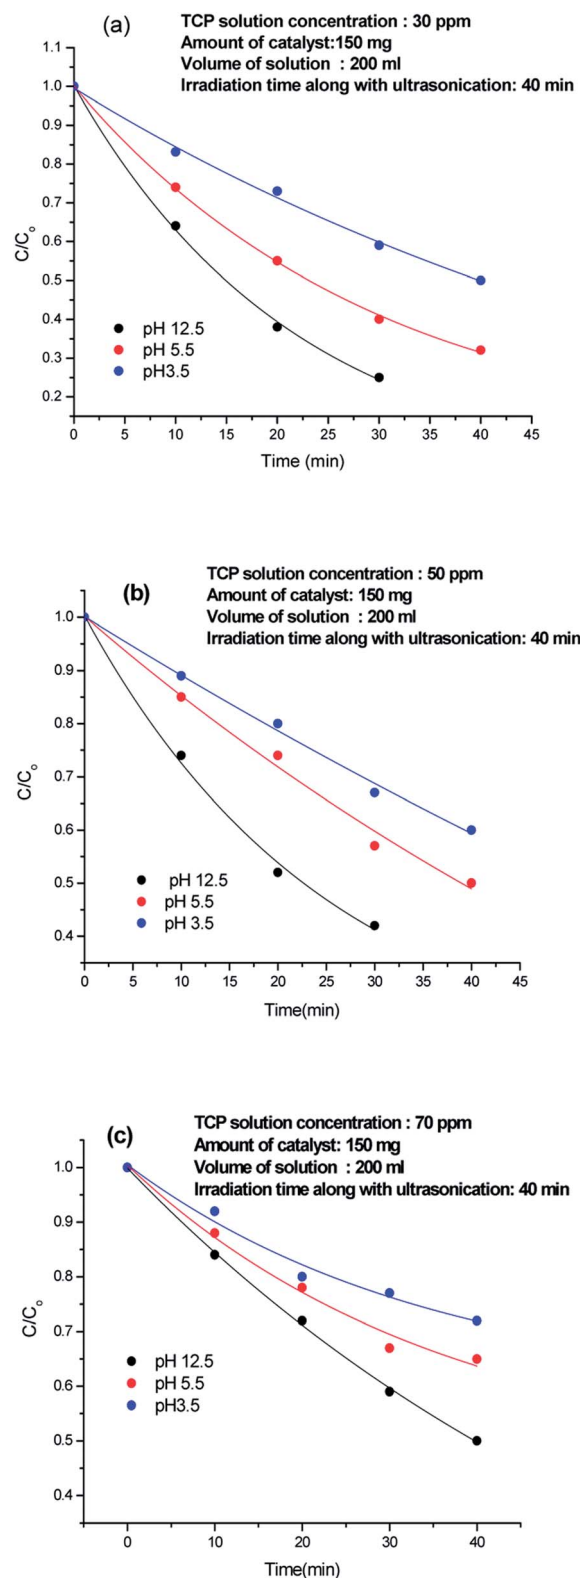 (a)
TCP solution concentration : 30 ppm
Amount of catalyst:150 mg
Volume of solution : 200 ml
Irradiation time along with ultrasonication: 40 min
1.1
1.0
0.9
0.8
0.7
0.6
0.5
0.4
0.3
0.2
C/Co
pH 12.5
pH 5.5
pH3.5
0 5 10 15 20 25 30 35 40 45
Time (min)
(b)
TCP solution concentration : 50 ppm
Amount of catalyst: 150 mg
Volume of solution : 200 ml
Irradiation time along with ultrasonication: 40 min
1.0
0.9
0.8
0.7
0.6
0.5
0.4
C/Co
pH 12.5
pH 5.5
pH 3.5
0 5 10 15 20 25 30 35 40 45
Time(min)
(c)
TCP solution concentration : 70 ppm
Amount of catalyst: 150 mg
Volume of solution : 200 ml
Irradiation time along with ultrasonication: 40 min
1.0
0.9
0.8
0.7
0.6
0.5
0.4
C/Co
pH 12.5
pH 5.5
pH3.5
0 10 20 30 40
Time(min)